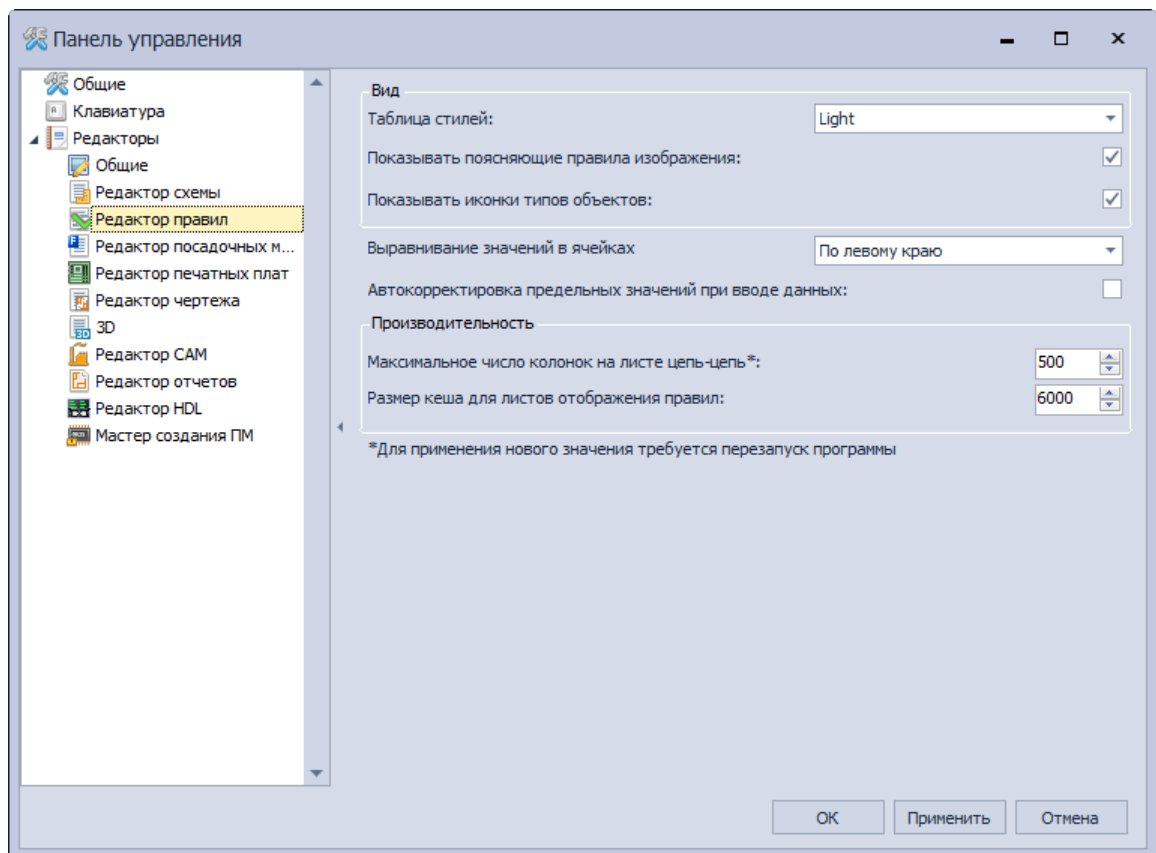 Панель управления
Общие
Клавиатура
Редакторы
Общие
Редактор схемы
Редактор правил
Редактор посадочных м...
Редактор печатных плат
Редактор чертежа
3D
Редактор CAM
Редактор отчетов
Редактор HDL
Мастер создания ПМ
Вид
Таблица стилей: Light
Показывать поясняющие правила изображения:
Показывать иконки типов объектов:
Выравнивание значений в ячейках По левому краю
Автокорректировка предельных значений при вводе данных:
Производительность
Максимальное число колонок на листе цепь-цепь*: 500
Размер кеша для листов отображения правил: 6000
*Для применения нового значения требуется перезапуск программы
ОК Применить Отмена